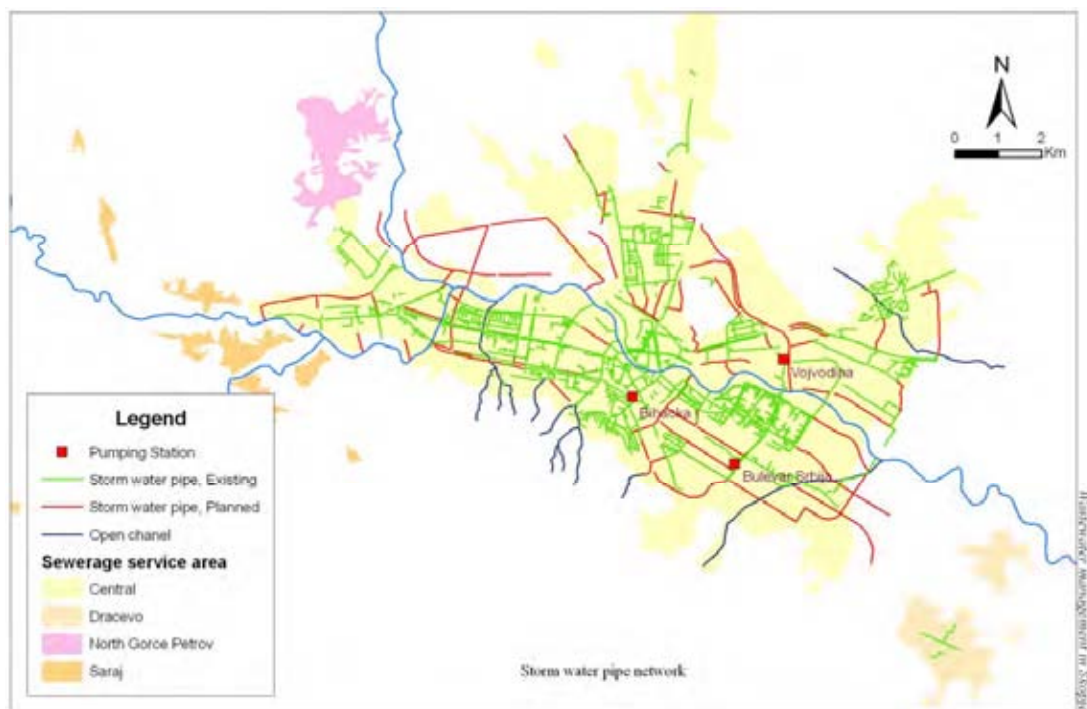 N
0 1 2
Km
Vojvodina
Bihacka
Bulevar Srbija
Legend
Pumping Station
Storm water pipe, Existing
Storm water pipe, Planned
Open chanel
Sewerage service area
Central
Dracevo
North Gorce Petrov
Saraj
Storm water pipe network